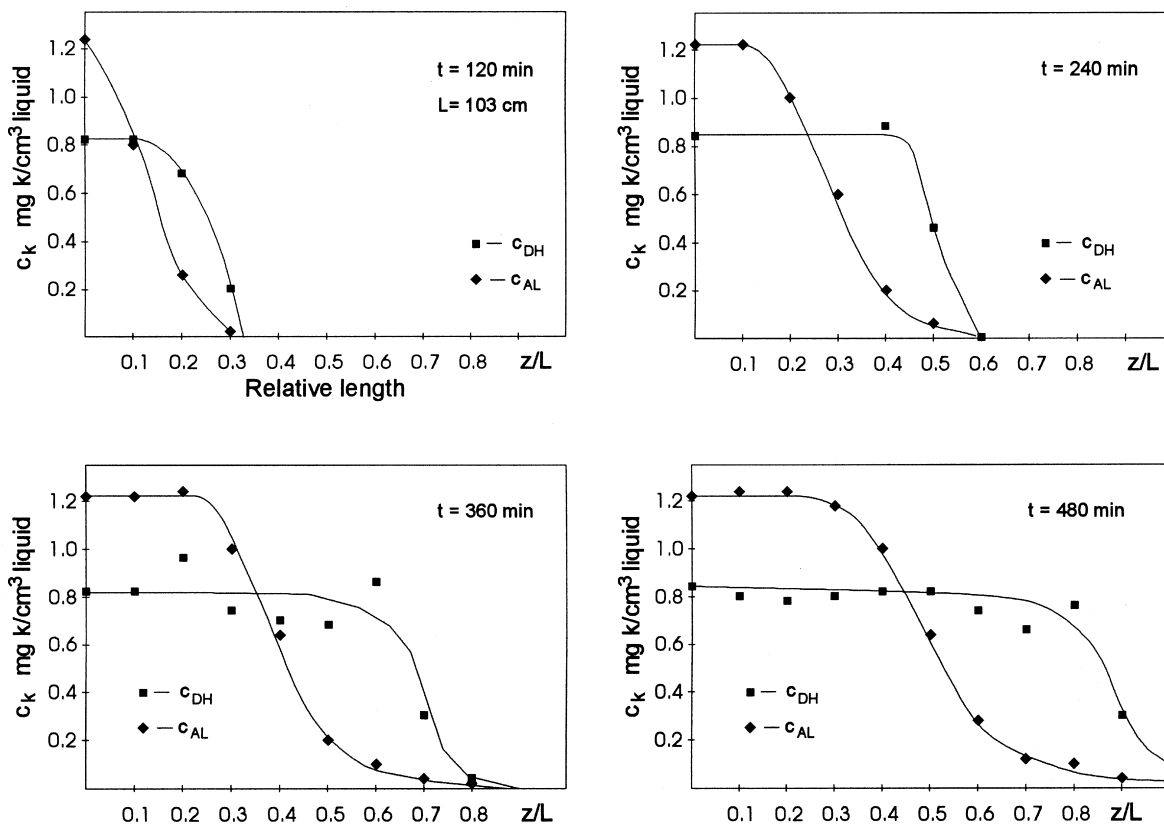 cₖ mg k/cm³ liquid
1.2
1.0
0.8
0.6
0.4
0.2
t = 120 min
L= 103 cm
■ — c_DH
◆ — c_AL
0.1 0.2 0.3 0.4 0.5 0.6 0.7 0.8 z/L
Relative length
cₖ mg k/cm³ liquid
1.2
1.0
0.8
0.6
0.4
0.2
t = 240 min
■ — c_DH
◆ — c_AL
0.1 0.2 0.3 0.4 0.5 0.6 0.7 0.8 z/L
cₖ mg k/cm³ liquid
1.2
1.0
0.8
0.6
0.4
0.2
t = 360 min
■ — c_DH
◆ — c_AL
0.1 0.2 0.3 0.4 0.5 0.6 0.7 0.8 z/L
cₖ mg k/cm³ liquid
1.2
1.0
0.8
0.6
0.4
0.2
t = 480 min
■ — c_DH
◆ — c_AL
0.1 0.2 0.3 0.4 0.5 0.6 0.7 0.8 z/L